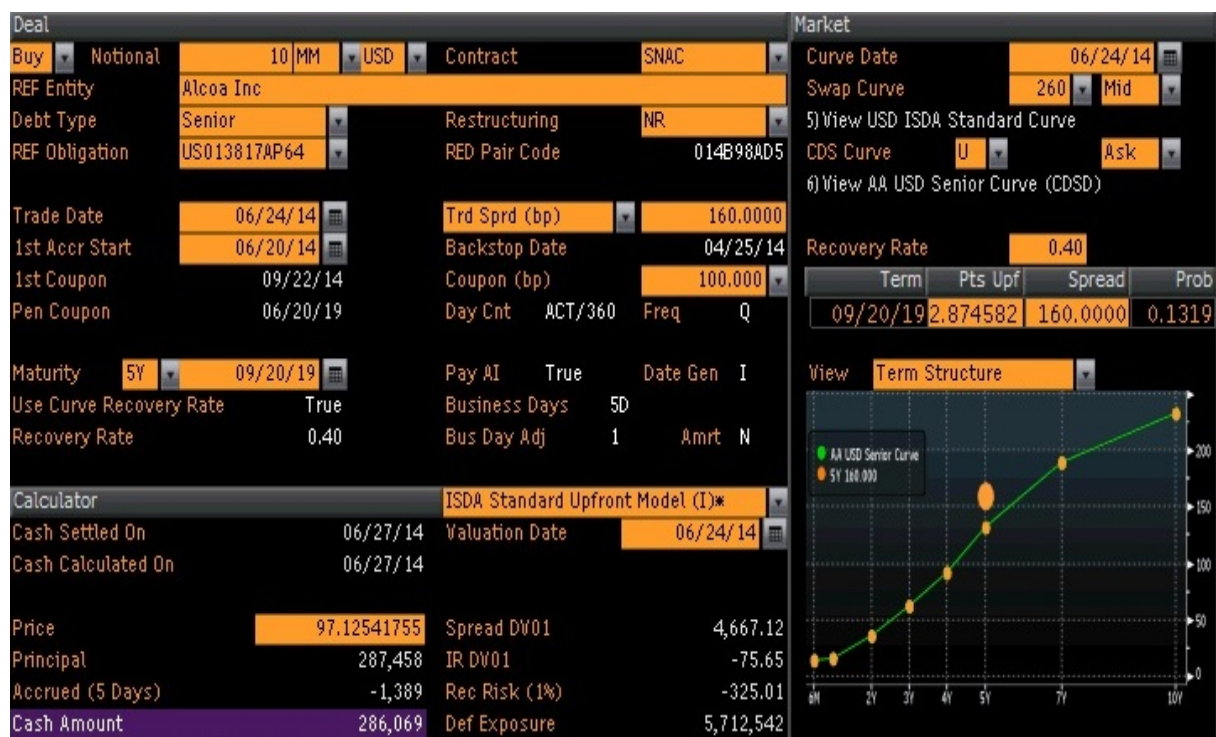 Deal
Buy Notional 10 MM USD Contract SNAC
REF Entity Alcoa Inc
Debt Type Senior Restructuring NR
REF Obligation US013817AP64 RED Pair Code 014B98AD5
Trade Date 06/24/14 Trd Sprd (bp) 160.0000
1st Accr Start 06/20/14 Backstop Date 04/25/14
1st Coupon 09/22/14 Coupon (bp) 100.000
Pen Coupon 06/20/19 Day Cnt ACT/360 Freq Q
Maturity 5Y 09/20/19 Pay AI True Date Gen I
Use Curve Recovery Rate True Business Days 5D
Recovery Rate 0.40 Bus Day Adj 1 Amrt N
Market
Curve Date 06/24/14
Swap Curve 260 Mid
5) View USD ISDA Standard Curve
CDS Curve U Ask
6) View AA USD Senior Curve (CDSD)
Recovery Rate 0.40
Term Pts Upf Spread Prob
09/20/19 2.874582 160.0000 0.1319
View Term Structure
AA USD Senior Curve
5Y 160.000
200
150
100
50
0
6M 2Y 3Y 4Y 5Y 7Y 10Y
Calculator ISDA Standard Upfront Model (I)*
Cash Settled On 06/27/14 Valuation Date 06/24/14
Cash Calculated On 06/27/14
Price 97.12541755 Spread DV01 4,667.12
Principal 287,458 IR DV01 -75.65
Accrued (5 Days) -1,389 Rec Risk (1%) -325.01
Cash Amount 286,069 Def Exposure 5,712,542